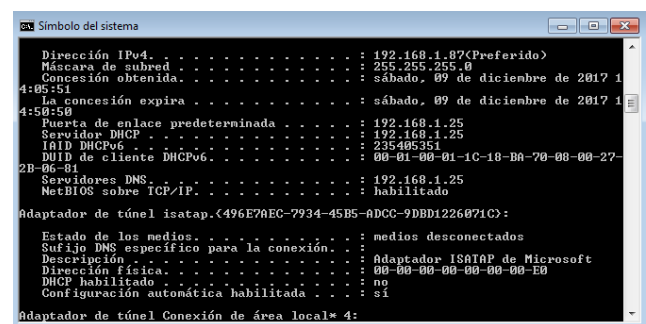 Símbolo del sistema
Dirección IPv4. . . . . . . . . . . . . . : 192.168.1.87(Preferido)
Máscara de subred . . . . . . . . . . . . : 255.255.255.0
Concesión obtenida. . . . . . . . . . . . : sábado, 09 de diciembre de 2017 1
4:05:51
La concesión expira . . . . . . . . . . . : sábado, 09 de diciembre de 2017 1
4:50:50
Puerta de enlace predeterminada . . . . . : 192.168.1.25
Servidor DHCP . . . . . . . . . . . . . . : 192.168.1.25
IAID DHCPv6 . . . . . . . . . . . . . . . : 235405351
DUID de cliente DHCPv6. . . . . . . . . . : 00-01-00-01-1C-18-BA-70-08-00-27-
2B-06-81
Servidores DNS. . . . . . . . . . . . . . : 192.168.1.25
NetBIOS sobre TCP/IP. . . . . . . . . . . : habilitado
Adaptador de túnel isatap.{496E7AEC-7934-45B5-ADCC-9DBD1226071C}:
Estado de los medios. . . . . . . . . . . : medios desconectados
Sufijo DNS específico para la conexión. . :
Descripción . . . . . . . . . . . . . . . : Adaptador ISATAP de Microsoft
Dirección física. . . . . . . . . . . . . : 00-00-00-00-00-00-00-E0
DHCP habilitado . . . . . . . . . . . . . : no
Configuración automática habilitada . . . : sí
Adaptador de túnel Conexión de área local* 4: